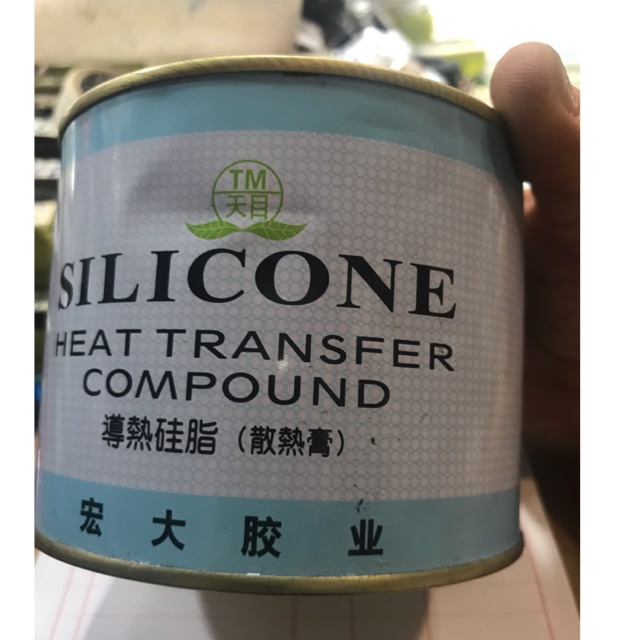 TM
天目
SILICONE
HEAT TRANSFER
COMPOUND
導熱硅脂（散熱膏）
宏大胶业